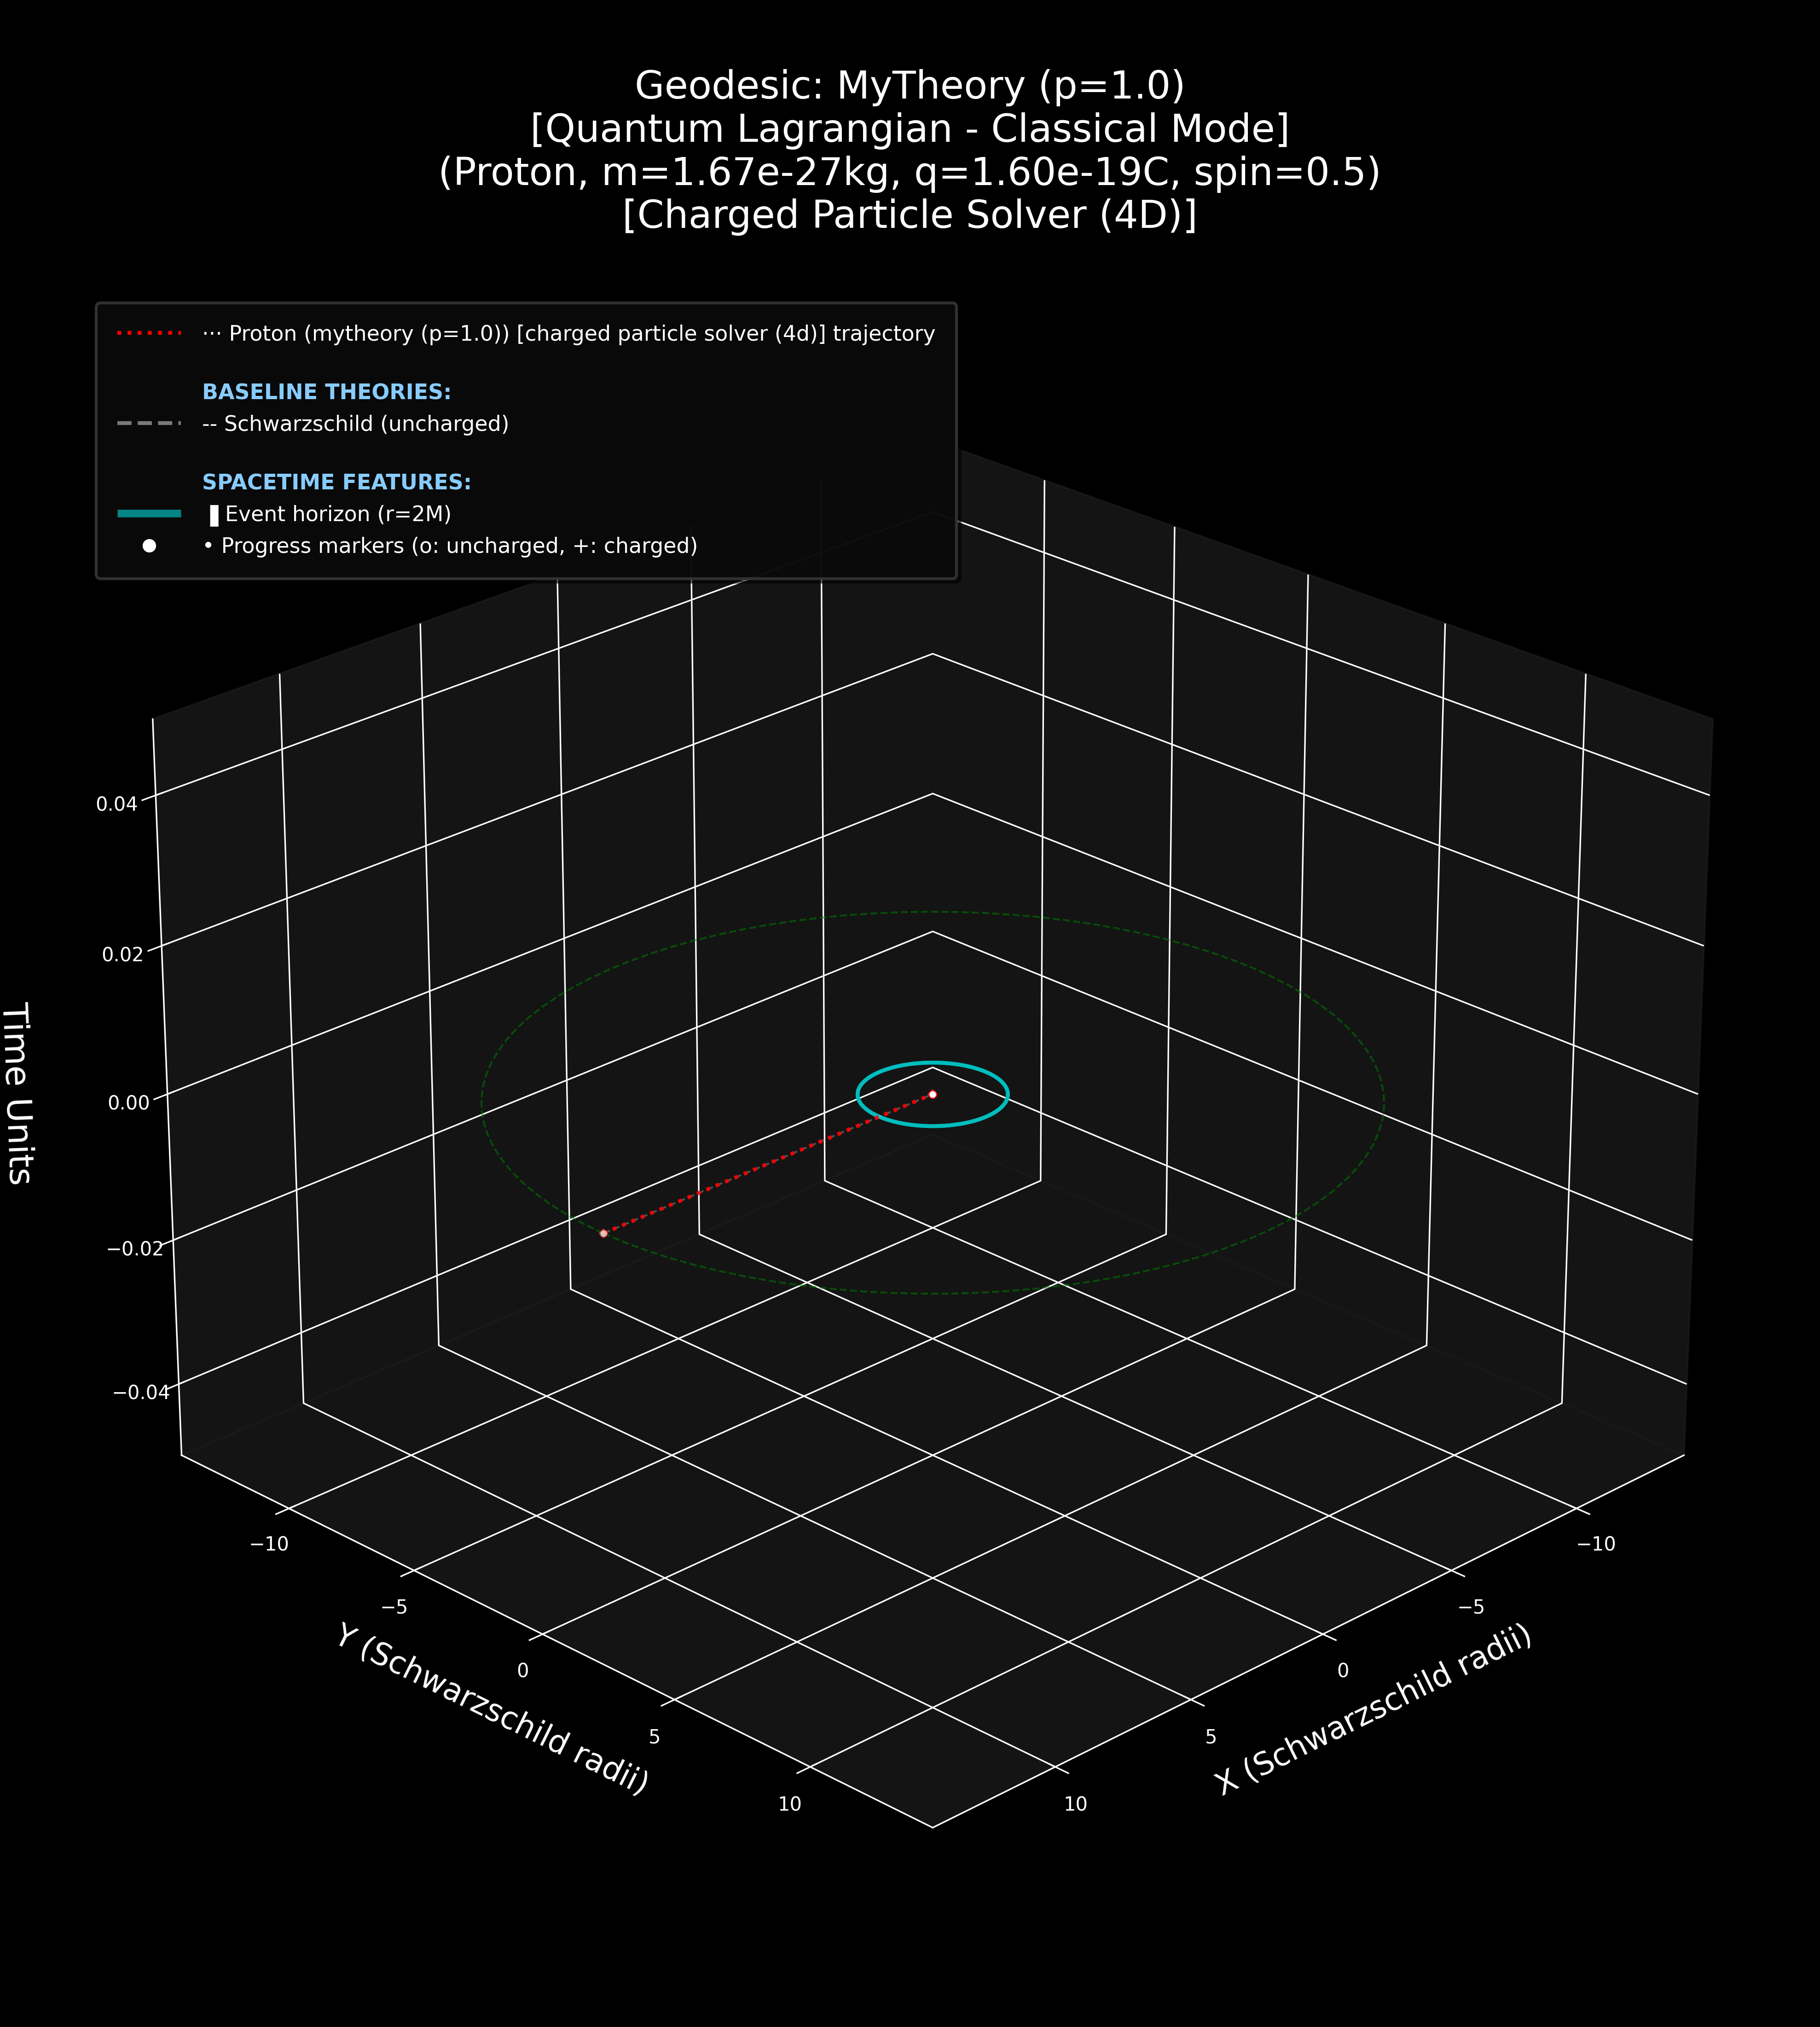 Geodesic: MyTheory (p=1.0)
[Quantum Lagrangian - Classical Mode]
(Proton, m=1.67e-27kg, q=1.60e-19C, spin=0.5)
[Charged Particle Solver (4D)]
··· Proton (mytheory (p=1.0)) [charged particle solver (4d)] trajectory
BASELINE THEORIES:
-- Schwarzschild (uncharged)
SPACETIME FEATURES:
▌Event horizon (r=2M)
• Progress markers (o: uncharged, +: charged)
0.04
0.02
0.00
−0.02
−0.04
Time Units
−10
−5
0
5
10
Y (Schwarzschild radii)
−10
−5
0
5
10
X (Schwarzschild radii)